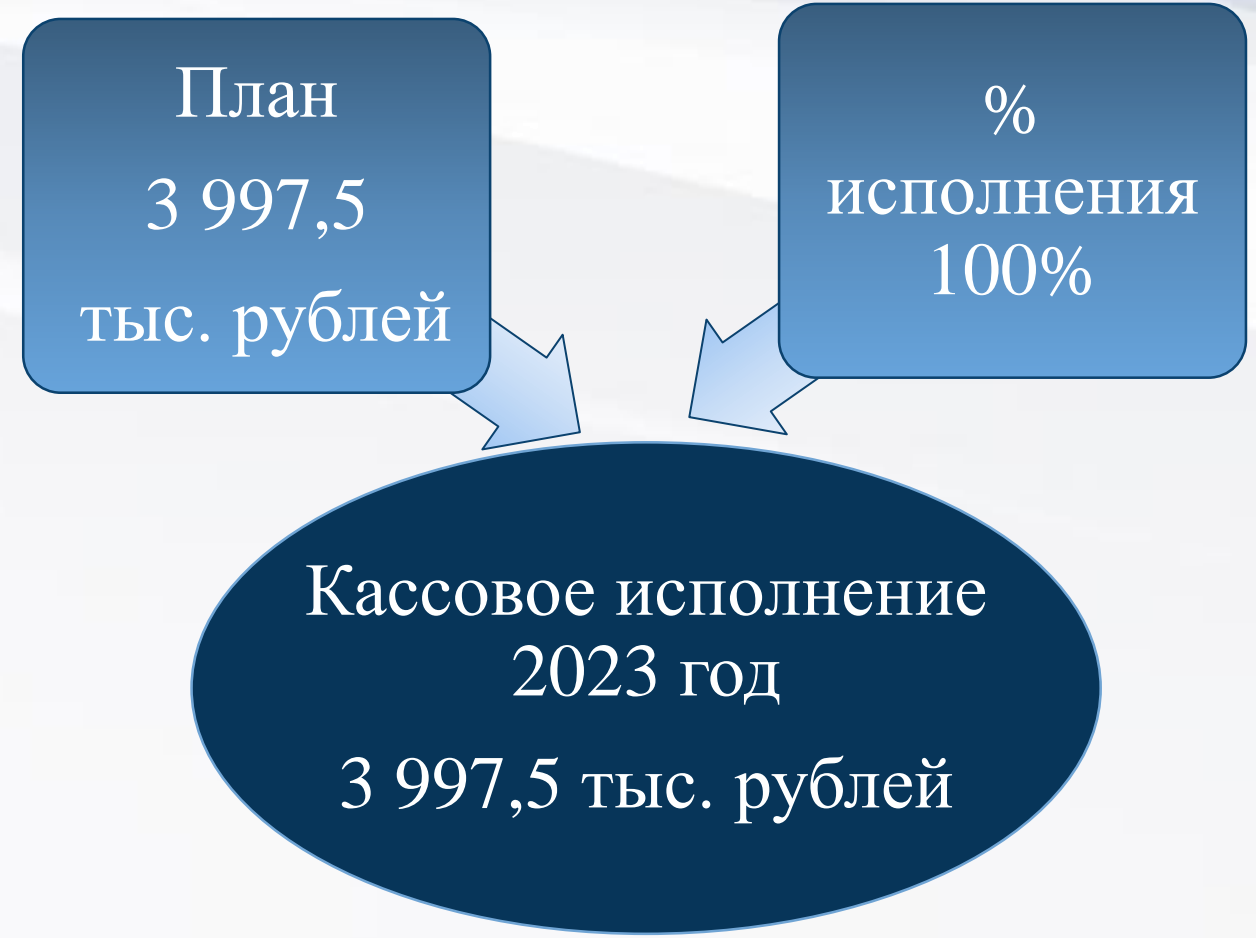 План
3 997,5
тыс. рублей
%
исполнения
100%
Кассовое исполнение
2023 год
3 997,5 тыс. рублей